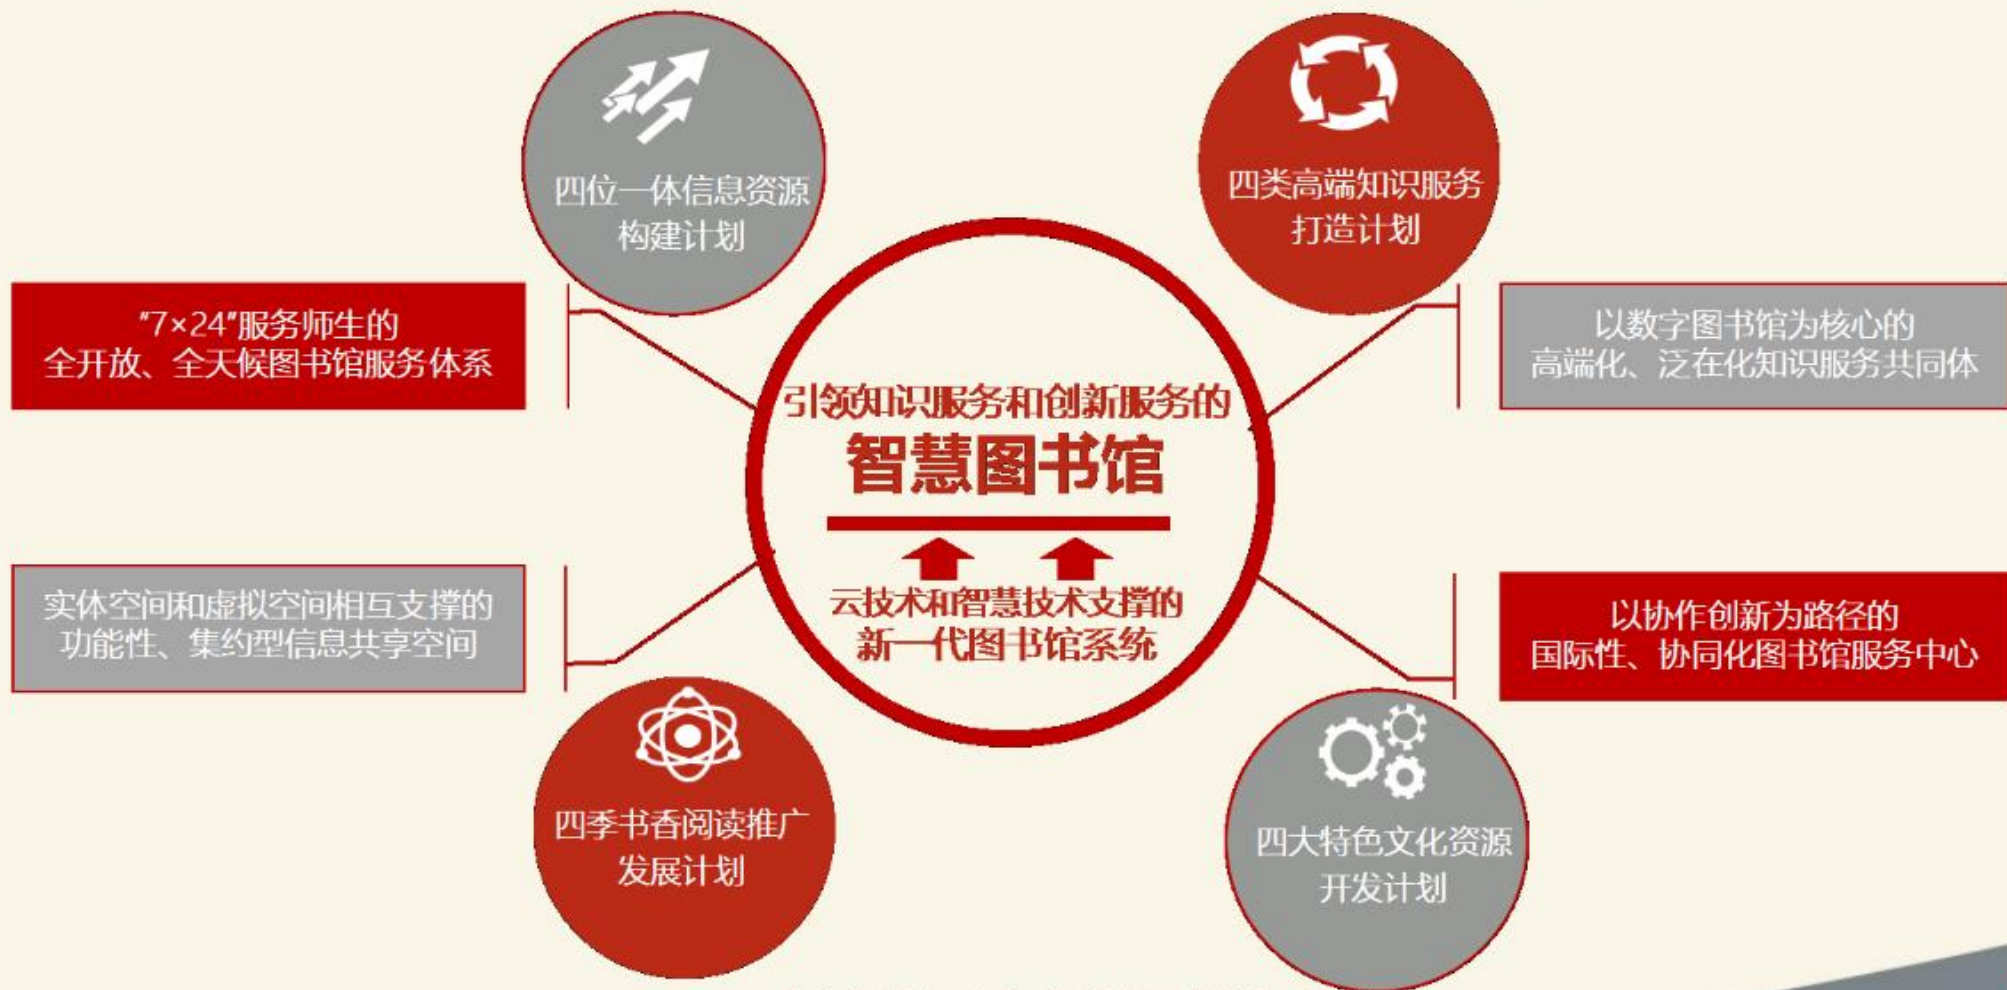 四位一体信息资源
构建计划
四类高端知识服务
打造计划
"7×24"服务师生的
全开放、全天候图书馆服务体系
以数字图书馆为核心的
高端化、泛在化知识服务共同体
引领知识服务和创新服务的
智慧图书馆
云技术和智慧技术支撑的
新一代图书馆系统
实体空间和虚拟空间相互支撑的
功能性、集约型信息共享空间
以协作创新为路径的
国际性、协同化图书馆服务中心
四季书香阅读推广
发展计划
四大特色文化资源
开发计划